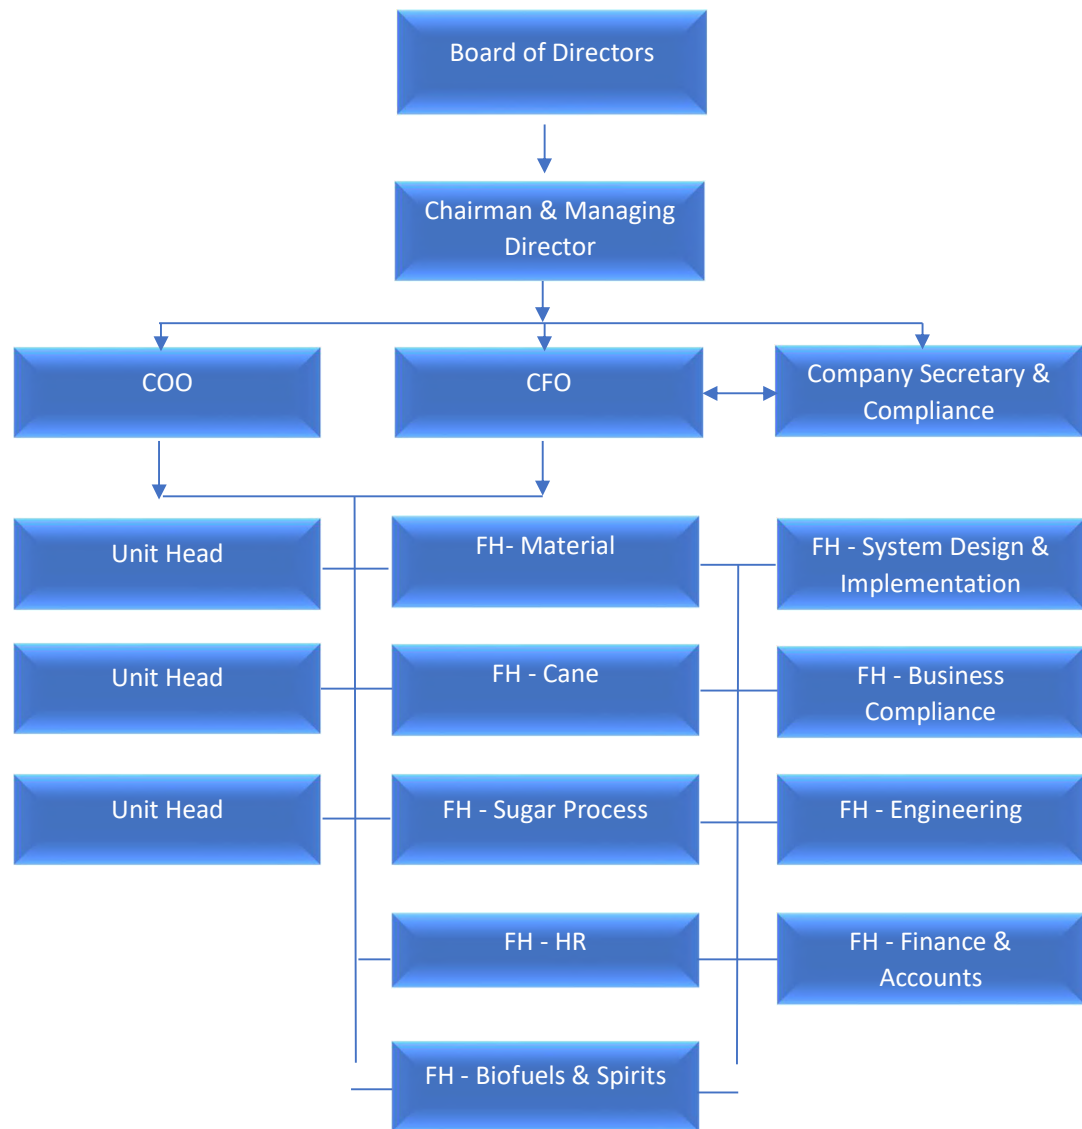 Board of Directors
Chairman & Managing
Director
COO
CFO
Company Secretary &
Compliance
Unit Head
FH- Material
FH - System Design &
Implementation
Unit Head
FH - Cane
FH - Business
Compliance
Unit Head
FH - Sugar Process
FH - Engineering
FH - HR
FH - Finance &
Accounts
FH - Biofuels & Spirits